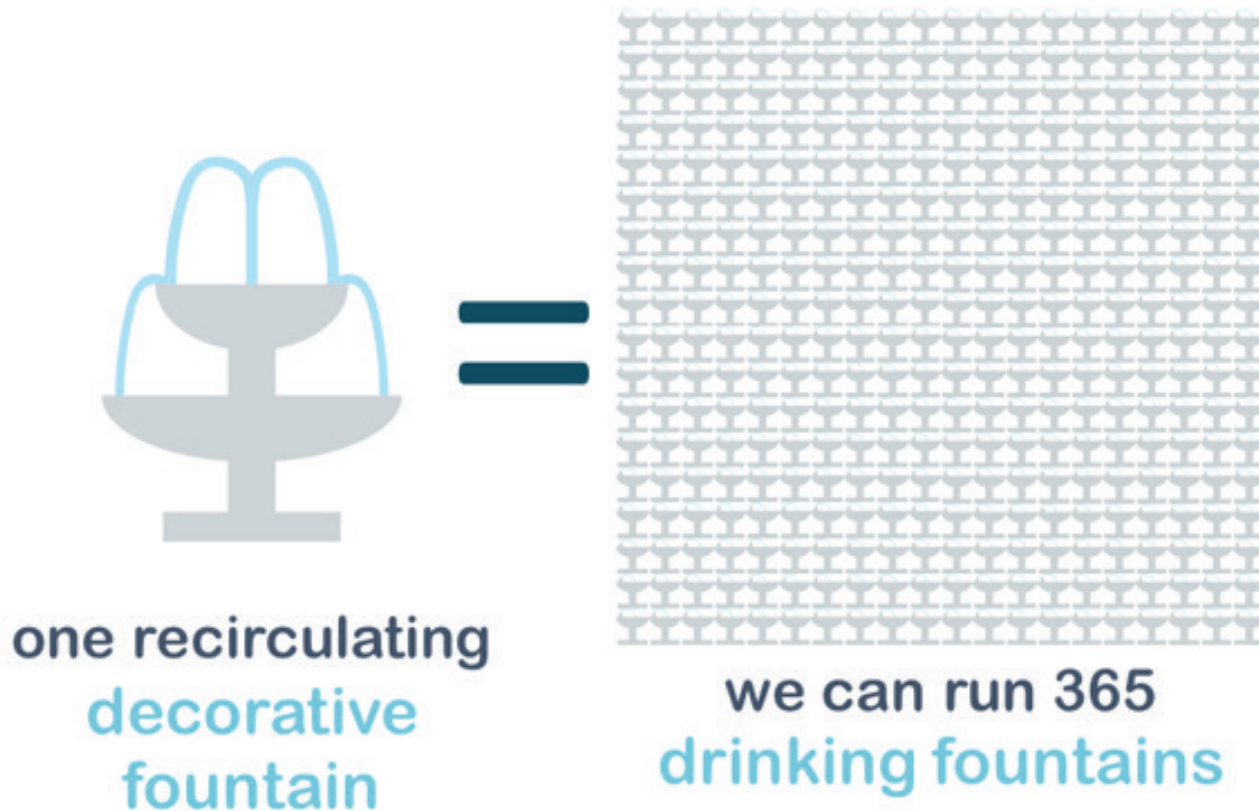 one recirculating
decorative
fountain
we can run 365
drinking fountains